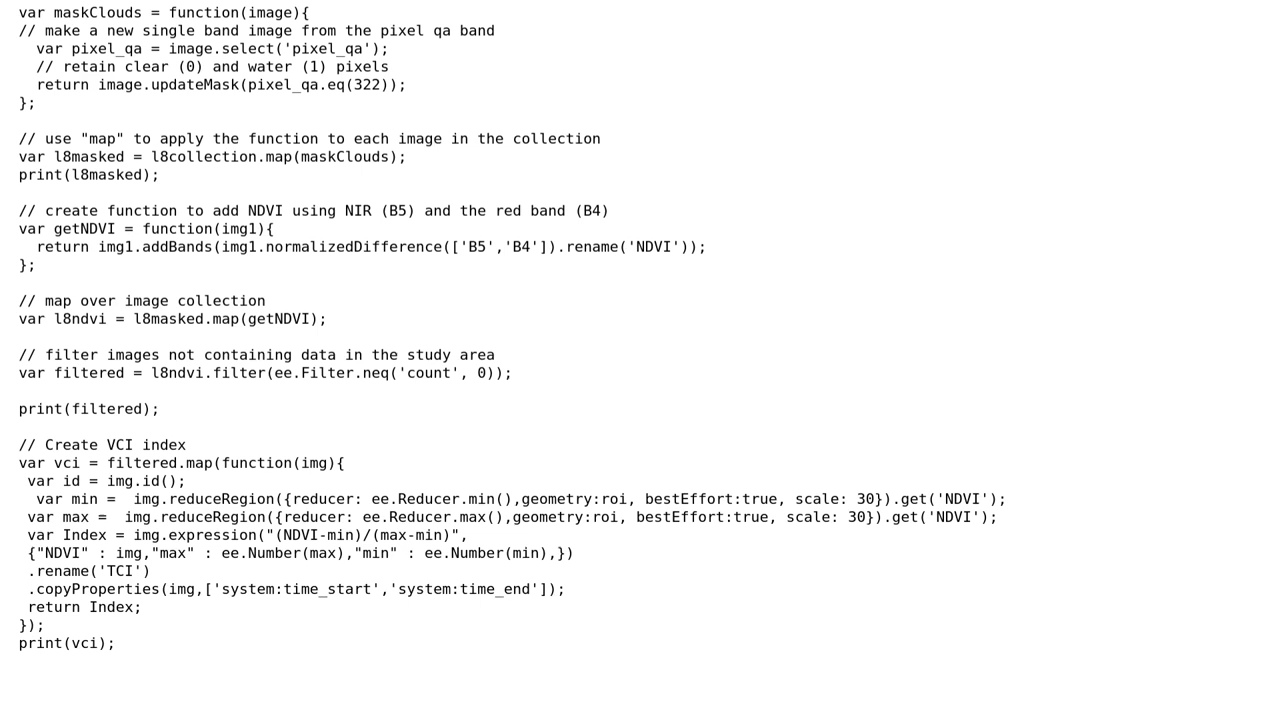 var maskClouds = function(image){
// make a new single band image from the pixel qa band
  var pixel_qa = image.select('pixel_qa');
  // retain clear (0) and water (1) pixels
  return image.updateMask(pixel_qa.eq(322));
};

// use "map" to apply the function to each image in the collection
var l8masked = l8collection.map(maskClouds);
print(l8masked);

// create function to add NDVI using NIR (B5) and the red band (B4)
var getNDVI = function(img1){
  return img1.addBands(img1.normalizedDifference(['B5','B4']).rename('NDVI'));
};

// map over image collection
var l8ndvi = l8masked.map(getNDVI);

// filter images not containing data in the study area
var filtered = l8ndvi.filter(ee.Filter.neq('count', 0));

print(filtered);

// Create VCI index
var vci = filtered.map(function(img){
 var id = img.id();
  var min =  img.reduceRegion({reducer: ee.Reducer.min(),geometry:roi, bestEffort:true, scale: 30}).get('NDVI');
 var max =  img.reduceRegion({reducer: ee.Reducer.max(),geometry:roi, bestEffort:true, scale: 30}).get('NDVI');
 var Index = img.expression("(NDVI-min)/(max-min)",
 {"NDVI" : img,"max" : ee.Number(max),"min" : ee.Number(min),})
 .rename('TCI')
 .copyProperties(img,['system:time_start','system:time_end']);
 return Index;
});
print(vci);